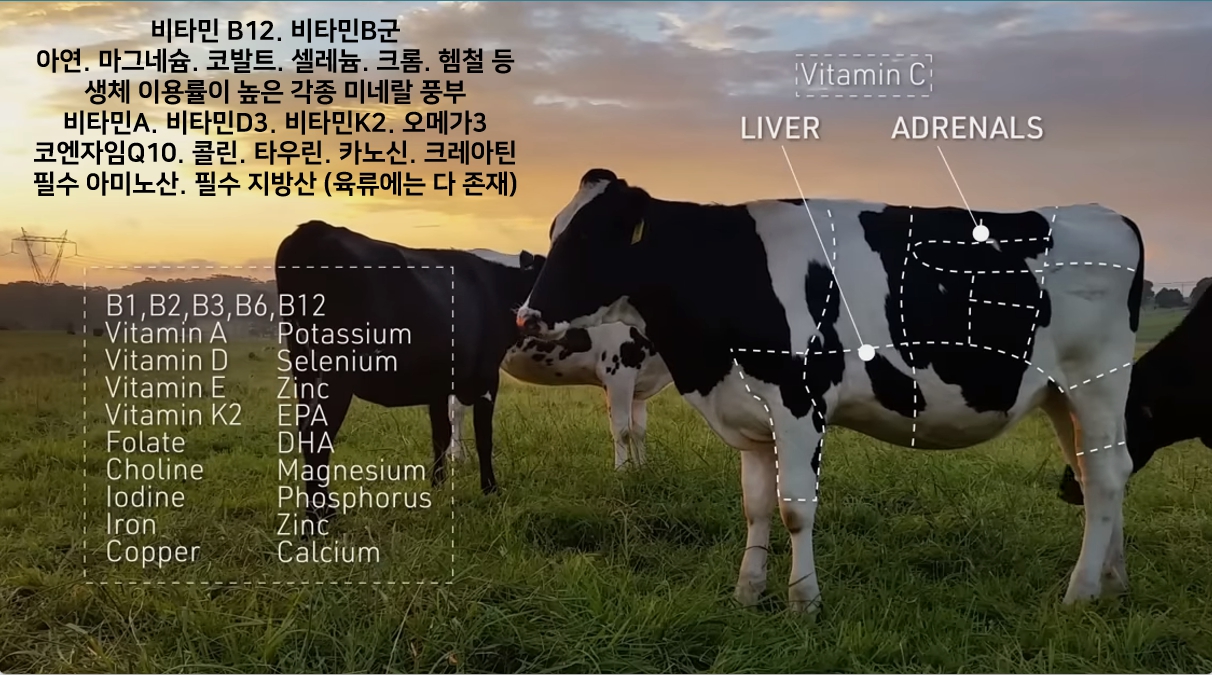 비타민 B12. 비타민B군
아연. 마그네슘. 코발트. 셀레늄. 크롬. 헴철 등
생체 이용률이 높은 각종 미네랄 풍부
비타민A. 비타민D3. 비타민K2. 오메가3
코엔자임Q10. 콜린. 타우린. 카노신. 크레아틴
필수 아미노산. 필수 지방산 (육류에는 다 존재)
Vitamin C
LIVER ADRENALS
B1,B2,B3,B6,B12
Vitamin A Potassium
Vitamin D Selenium
Vitamin E Zinc
Vitamin K2 EPA
Folate DHA
Choline Magnesium
Iodine Phosphorus
Iron Zinc
Copper Calcium